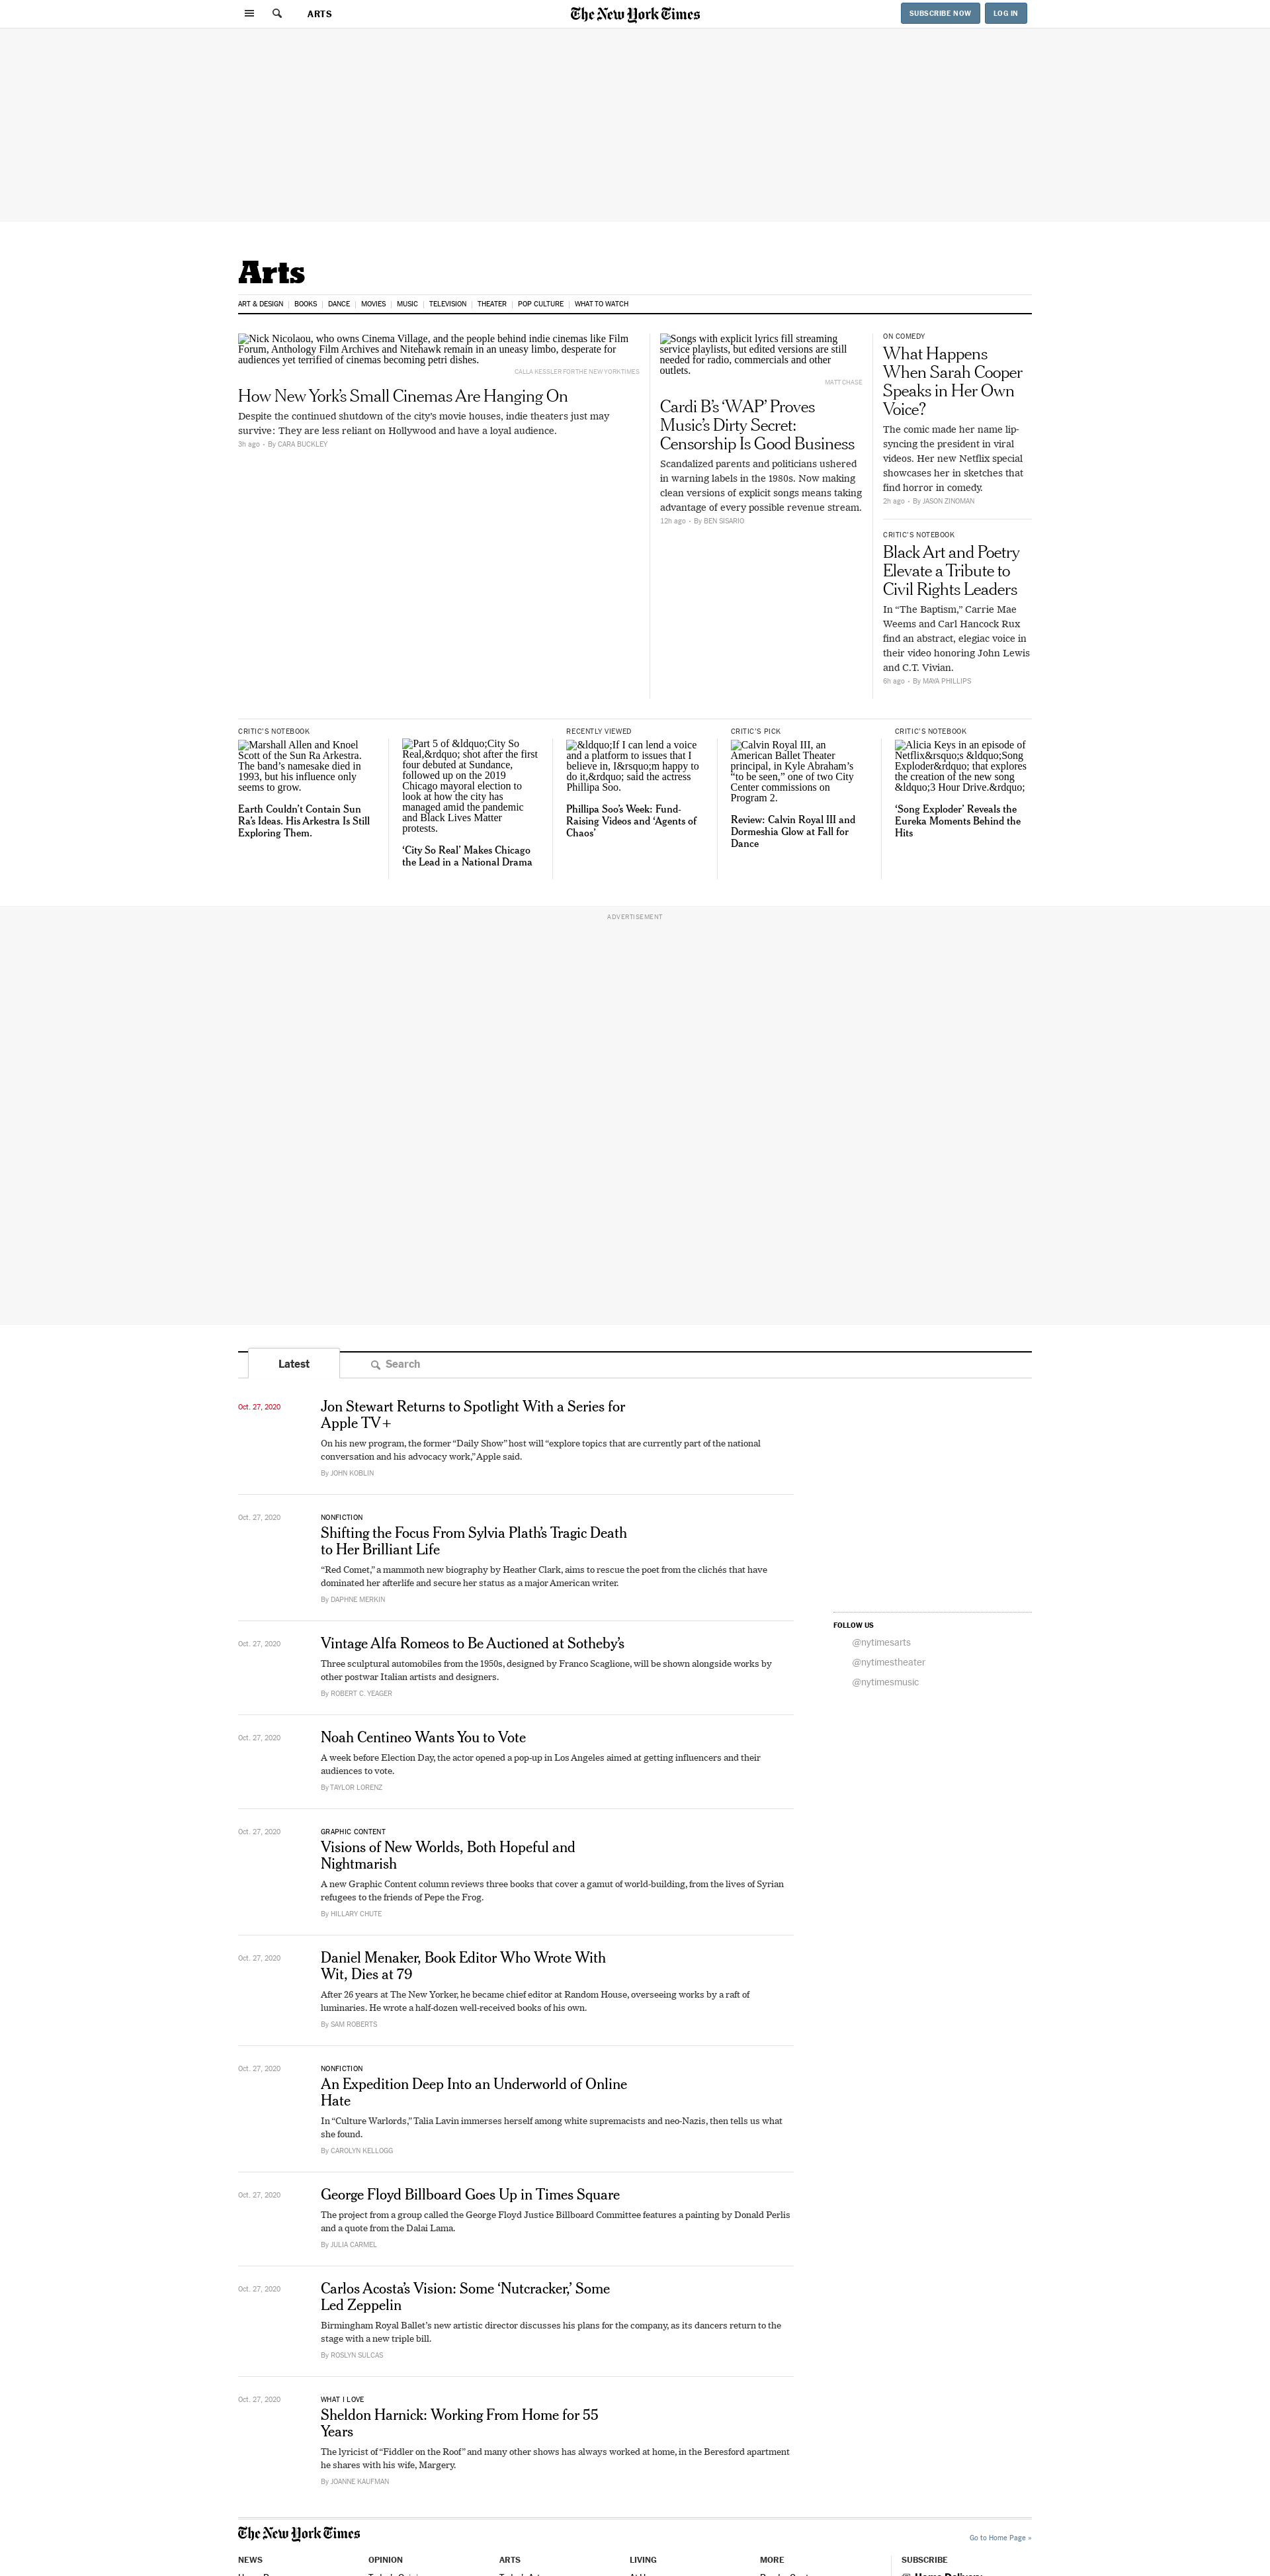 ARTS
The New York Times
SUBSCRIBE NOW
LOG IN
Arts
ART & DESIGN
BOOKS
DANCE
MOVIES
MUSIC
TELEVISION
THEATER
POP CULTURE
WHAT TO WATCH
Nick Nicolaou, who owns Cinema Village, and the people behind indie cinemas like Film
Forum, Anthology Film Archives and Nitehawk remain in an uneasy limbo, desperate for
audiences yet terrified of cinemas becoming petri dishes.
CALLA KESSLER FOR THE NEW YORK TIMES
How New York’s Small Cinemas Are Hanging On
Despite the continued shutdown of the city’s movie houses, indie theaters just may
survive: They are less reliant on Hollywood and have a loyal audience.
3h ago • By CARA BUCKLEY
Songs with explicit lyrics fill streaming
service playlists, but edited versions are still
needed for radio, commercials and other
outlets.
MATT CHASE
Cardi B’s ‘WAP’ Proves
Music’s Dirty Secret:
Censorship Is Good Business
Scandalized parents and politicians ushered
in warning labels in the 1980s. Now making
clean versions of explicit songs means taking
advantage of every possible revenue stream.
12h ago • By BEN SISARIO
ON COMEDY
What Happens
When Sarah Cooper
Speaks in Her Own
Voice?
The comic made her name lip-
syncing the president in viral
videos. Her new Netflix special
showcases her in sketches that
find horror in comedy.
2h ago • By JASON ZINOMAN
CRITIC’S NOTEBOOK
Black Art and Poetry
Elevate a Tribute to
Civil Rights Leaders
In “The Baptism,” Carrie Mae
Weems and Carl Hancock Rux
find an abstract, elegiac voice in
their video honoring John Lewis
and C.T. Vivian.
6h ago • By MAYA PHILLIPS
CRITIC’S NOTEBOOK
Marshall Allen and Knoel
Scott of the Sun Ra Arkestra.
The band’s namesake died in
1993, but his influence only
seems to grow.
Earth Couldn’t Contain Sun
Ra’s Ideas. His Arkestra Is Still
Exploring Them.
Part 5 of &ldquo;City So
Real,&rdquo; shot after the first
four debuted at Sundance,
followed up on the 2019
Chicago mayoral election to
look at how the city has
managed amid the pandemic
and Black Lives Matter
protests.
‘City So Real’ Makes Chicago
the Lead in a National Drama
RECENTLY VIEWED
&ldquo;If I can lend a voice
and a platform to issues that I
believe in, I&rsquo;m happy to
do it,&rdquo; said the actress
Phillipa Soo.
Phillipa Soo’s Week: Fund-
Raising Videos and ‘Agents of
Chaos’
CRITIC’S PICK
Calvin Royal III, an
American Ballet Theater
principal, in Kyle Abraham’s
“to be seen,” one of two City
Center commissions on
Program 2.
Review: Calvin Royal III and
Dormeshia Glow at Fall for
Dance
CRITIC’S NOTEBOOK
Alicia Keys in an episode of
Netflix&rsquo;s &ldquo;Song
Exploder&rdquo; that explores
the creation of the new song
&ldquo;3 Hour Drive.&rdquo;
‘Song Exploder’ Reveals the
Eureka Moments Behind the
Hits
ADVERTISEMENT
Latest
Search
Oct. 27, 2020
Jon Stewart Returns to Spotlight With a Series for
Apple TV+
On his new program, the former “Daily Show” host will “explore topics that are currently part of the national
conversation and his advocacy work,” Apple said.
By JOHN KOBLIN
Oct. 27, 2020
NONFICTION
Shifting the Focus From Sylvia Plath’s Tragic Death
to Her Brilliant Life
“Red Comet,” a mammoth new biography by Heather Clark, aims to rescue the poet from the clichés that have
dominated her afterlife and secure her status as a major American writer.
By DAPHNE MERKIN
FOLLOW US
@nytimesarts
@nytimestheater
@nytimesmusic
Oct. 27, 2020
Vintage Alfa Romeos to Be Auctioned at Sotheby’s
Three sculptural automobiles from the 1950s, designed by Franco Scaglione, will be shown alongside works by
other postwar Italian artists and designers.
By ROBERT C. YEAGER
Oct. 27, 2020
Noah Centineo Wants You to Vote
A week before Election Day, the actor opened a pop-up in Los Angeles aimed at getting influencers and their
audiences to vote.
By TAYLOR LORENZ
Oct. 27, 2020
GRAPHIC CONTENT
Visions of New Worlds, Both Hopeful and
Nightmarish
A new Graphic Content column reviews three books that cover a gamut of world-building, from the lives of Syrian
refugees to the friends of Pepe the Frog.
By HILLARY CHUTE
Oct. 27, 2020
Daniel Menaker, Book Editor Who Wrote With
Wit, Dies at 79
After 26 years at The New Yorker, he became chief editor at Random House, overseeing works by a raft of
luminaries. He wrote a half-dozen well-received books of his own.
By SAM ROBERTS
Oct. 27, 2020
NONFICTION
An Expedition Deep Into an Underworld of Online
Hate
In “Culture Warlords,” Talia Lavin immerses herself among white supremacists and neo-Nazis, then tells us what
she found.
By CAROLYN KELLOGG
Oct. 27, 2020
George Floyd Billboard Goes Up in Times Square
The project from a group called the George Floyd Justice Billboard Committee features a painting by Donald Perlis
and a quote from the Dalai Lama.
By JULIA CARMEL
Oct. 27, 2020
Carlos Acosta’s Vision: Some ‘Nutcracker,’ Some
Led Zeppelin
Birmingham Royal Ballet’s new artistic director discusses his plans for the company, as its dancers return to the
stage with a new triple bill.
By ROSLYN SULCAS
Oct. 27, 2020
WHAT I LOVE
Sheldon Harnick: Working From Home for 55
Years
The lyricist of “Fiddler on the Roof” and many other shows has always worked at home, in the Beresford apartment
he shares with his wife, Margery.
By JOANNE KAUFMAN
The New York Times
Go to Home Page »
NEWS
OPINION
ARTS
LIVING
MORE
SUBSCRIBE